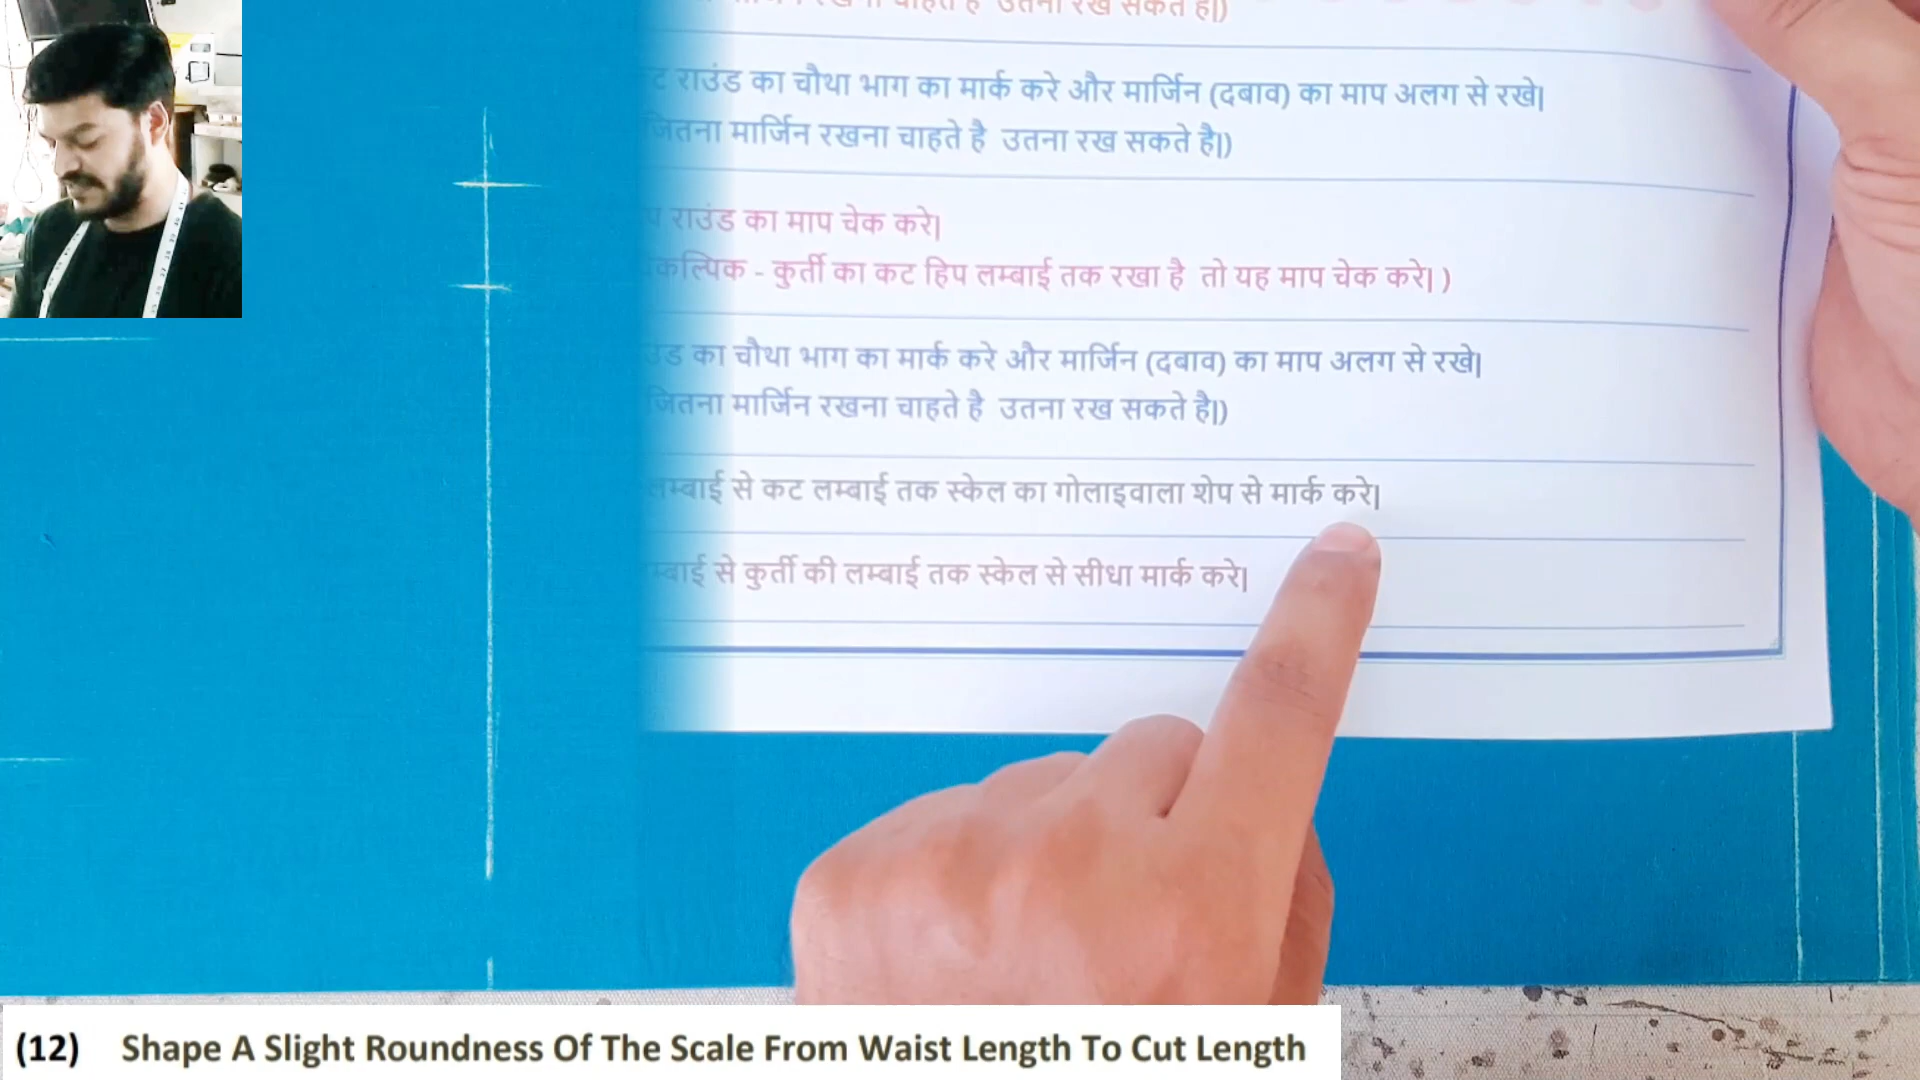 मार्जिन रखना चाहते है उतना रख सकते है|)
राउंड का चौथा भाग का मार्क करे और मार्जिन (दबाव) का माप अलग से रखे|
जितना मार्जिन रखना चाहते है उतना रख सकते है|)
राउंड का माप चेक करे|
कल्पिक - कुर्ती का कट हिप लम्बाई तक रखा है तो यह माप चेक करे| )
का चौथा भाग का मार्क करे और मार्जिन (दबाव) का माप अलग से रखे|
जितना मार्जिन रखना चाहते है उतना रख सकते है|)
लम्बाई से कट लम्बाई तक स्केल का गोलाइवाला शेप से मार्क करे|
म्बाई से कुर्ती की लम्बाई तक स्केल से सीधा मार्क करे|
(12) Shape A Slight Roundness Of The Scale From Waist Length To Cut Length